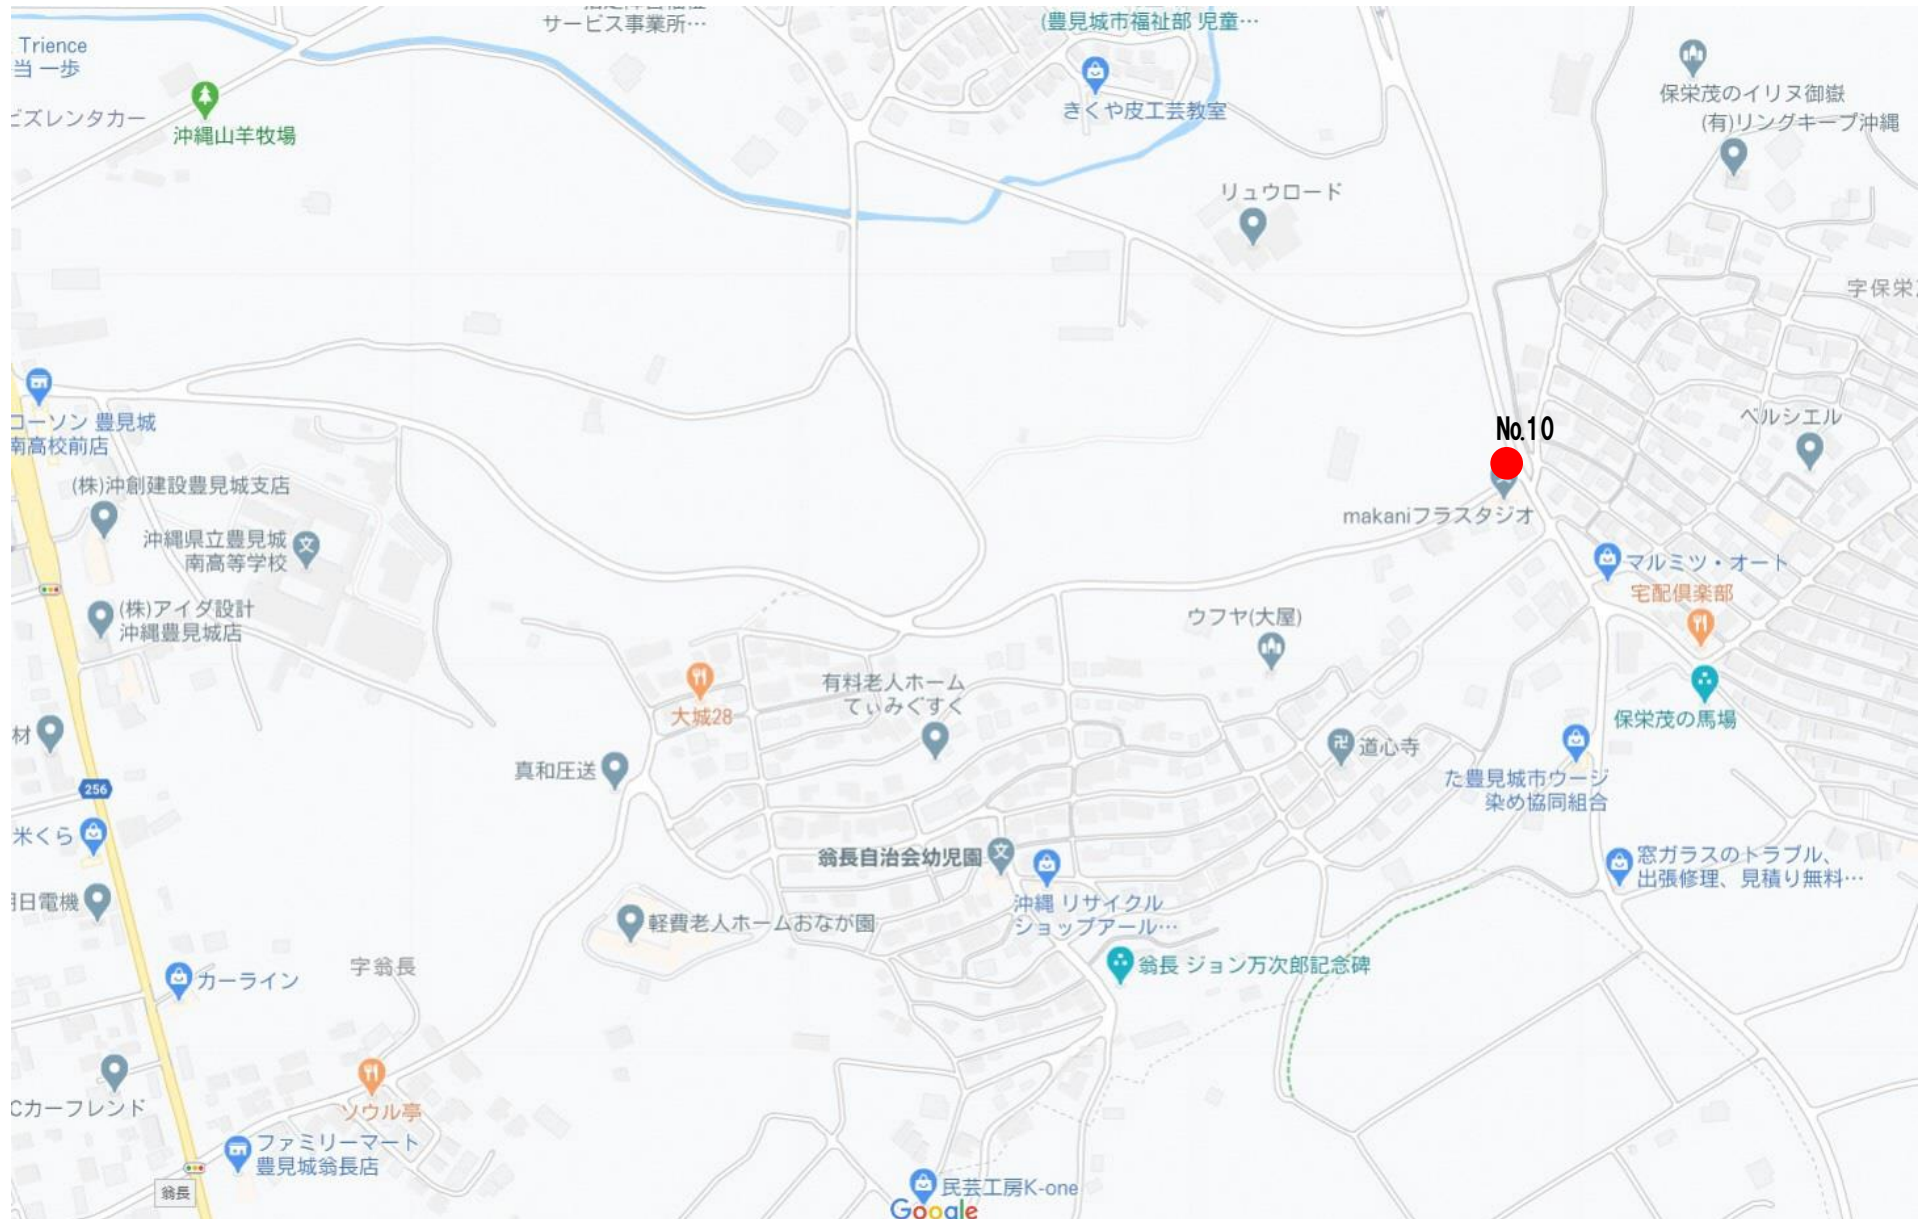 Trience
当 一歩
ビズレンタカー
沖縄山羊牧場
サービス事業所…
(豊見城市福祉部 児童…
きくや皮工芸教室
リュウロード
保栄茂のイリヌ御嶽
(有)リングキープ沖縄
字保栄
ローソン 豊見城
南高校前店
(株)沖創建設豊見城支店
沖縄県立豊見城
南高等学校
文
(株)アイダ設計
沖縄豊見城店
№10
makaniフラスタジオ
ベルシエル
マルミツ・オート
宅配倶楽部
ウフヤ(大屋)
大城28
有料老人ホーム
てぃみぐすく
保栄茂の馬場
道心寺
た豊見城市ウージ
染め協同組合
材
真和圧送
256
米くら
翁長自治会幼児園
文
沖縄 リサイクル
ショップアール…
窓ガラスのトラブル、
出張修理、見積り無料…
日電機
軽費老人ホームおなが園
字翁長
カーライン
翁長 ジョン万次郎記念碑
Cカーフレンド
ソウル亭
ファミリーマート
豊見城翁長店
翁長
民芸工房K-one
Google